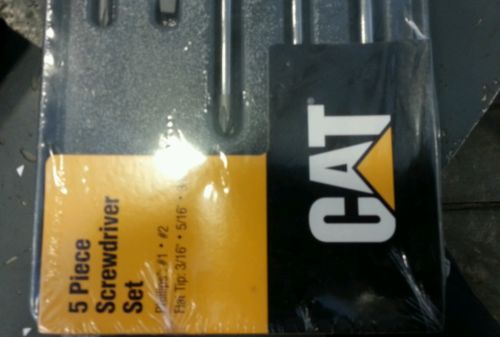 5 Piece
Screwdriver
Set
#1 • #2
Tip: 3/16" • 5/16" •
CAT